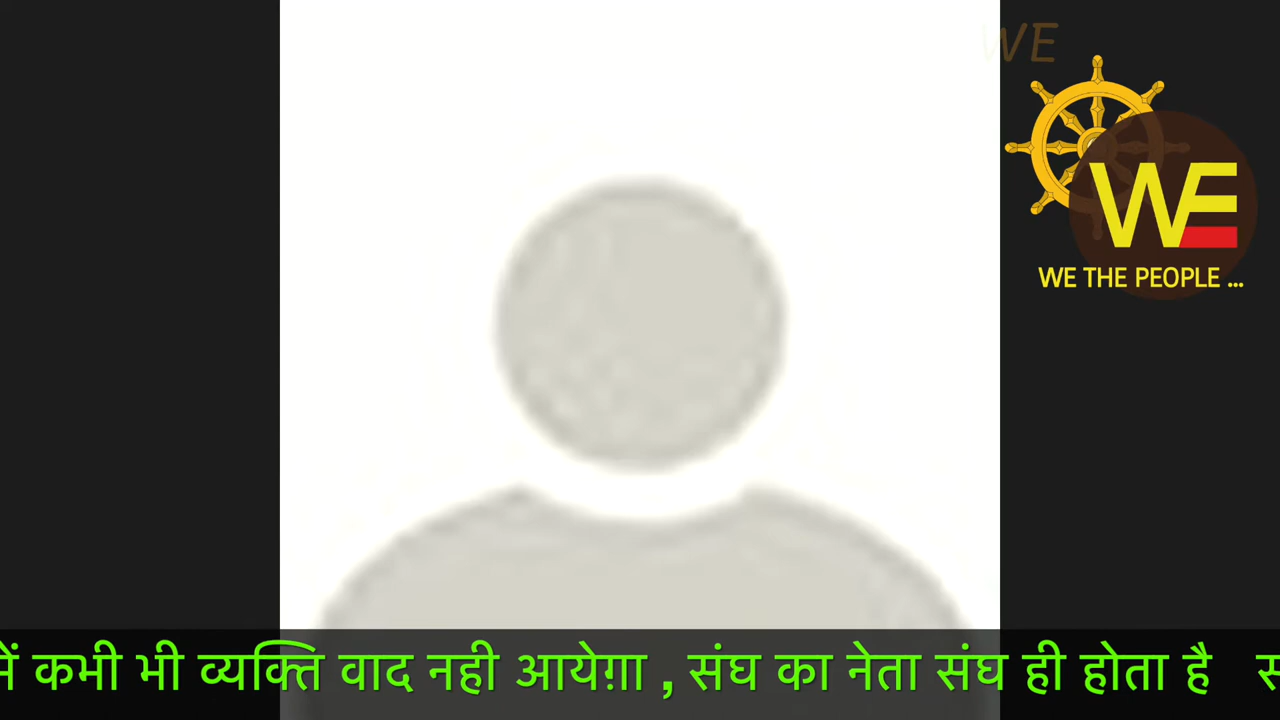 WE
WE
WE THE PEOPLE ...
में कभी भी व्यक्ति वाद नही आयेग़ा , संघ का नेता संघ ही होता है